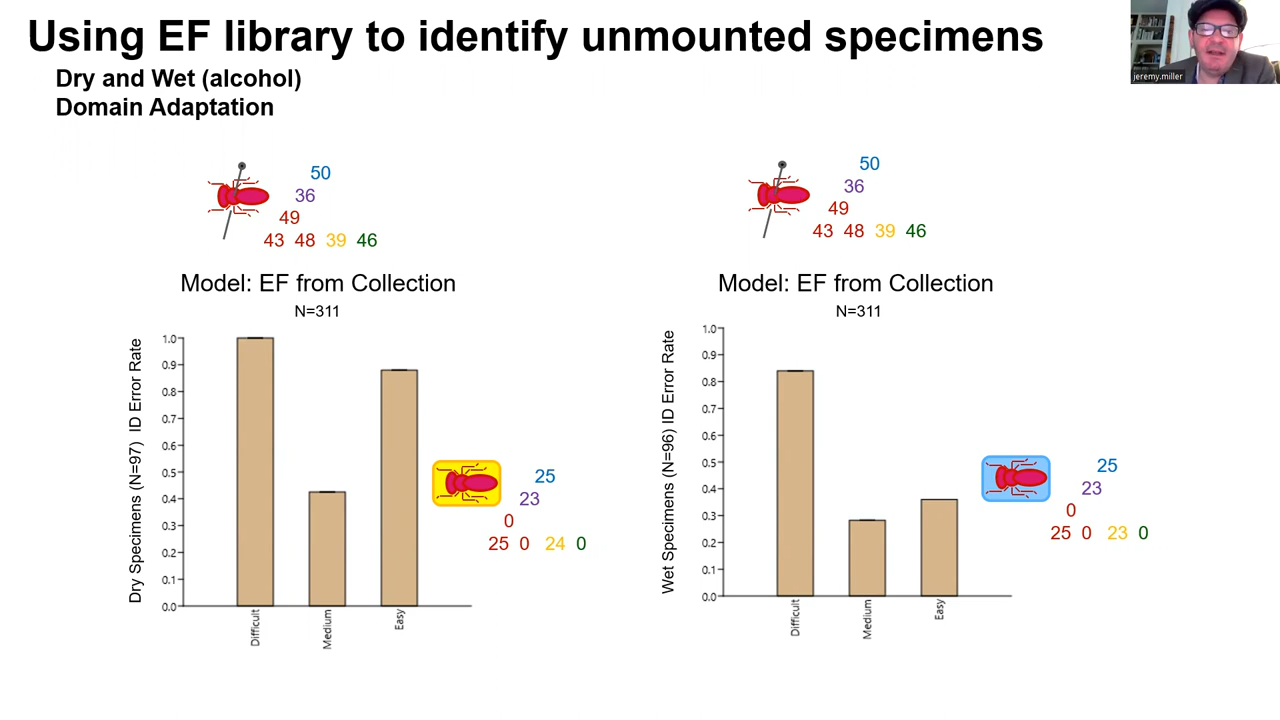 Using EF library to identify unmounted specimens
Dry and Wet (alcohol)
Domain Adaptation
jeremy.miller
50
36
49
43 48 39 46
Model: EF from Collection
N=311
Dry Specimens (N=97) ID Error Rate
1.0
0.9
0.8
0.7
0.6
0.5
0.4
0.3
0.2
0.1
0.0
Difficult
Medium
Easy
25
23
0
25 0 24 0
50
36
49
43 48 39 46
Model: EF from Collection
N=311
Wet Specimens (N=96) ID Error Rate
1.0
0.9
0.8
0.7
0.6
0.5
0.4
0.3
0.2
0.1
0.0
Difficult
Medium
Easy
25
23
0
25 0 23 0